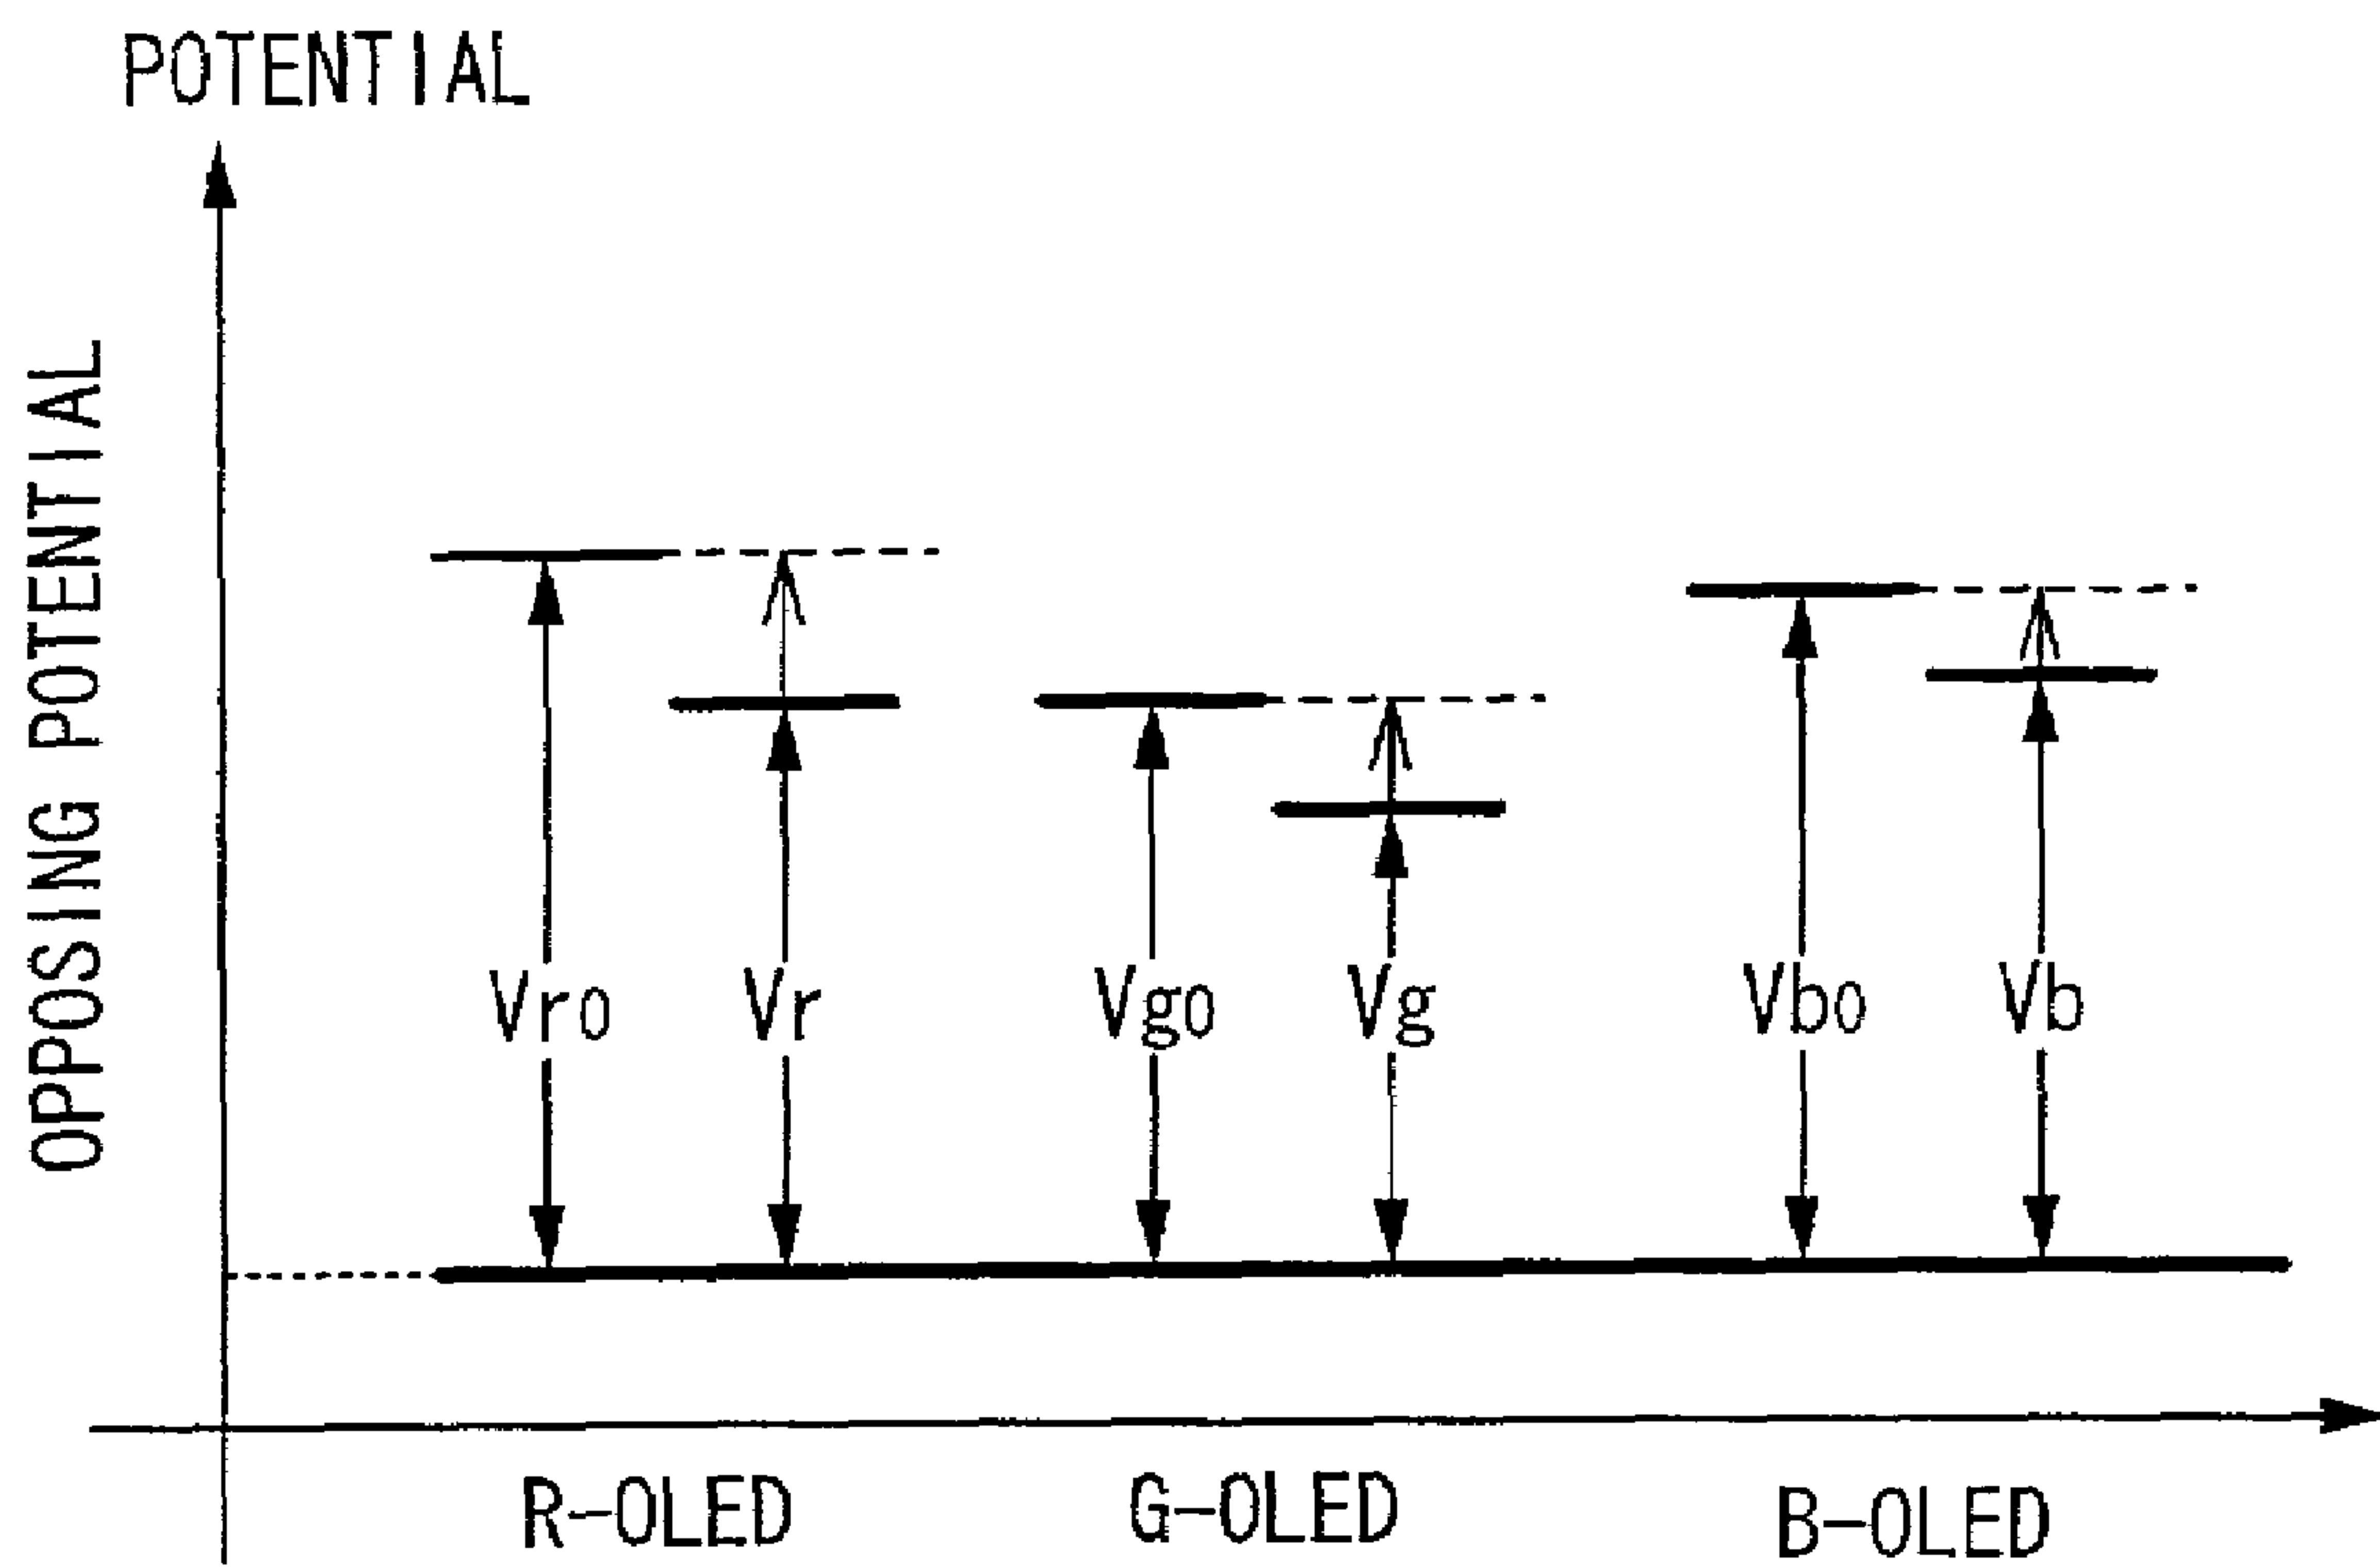 POTENTIAL
OPPOSING POTENTIAL
Vro Vr Vgo Vg Vbo Vb
R-OLED G-OLED B-OLED